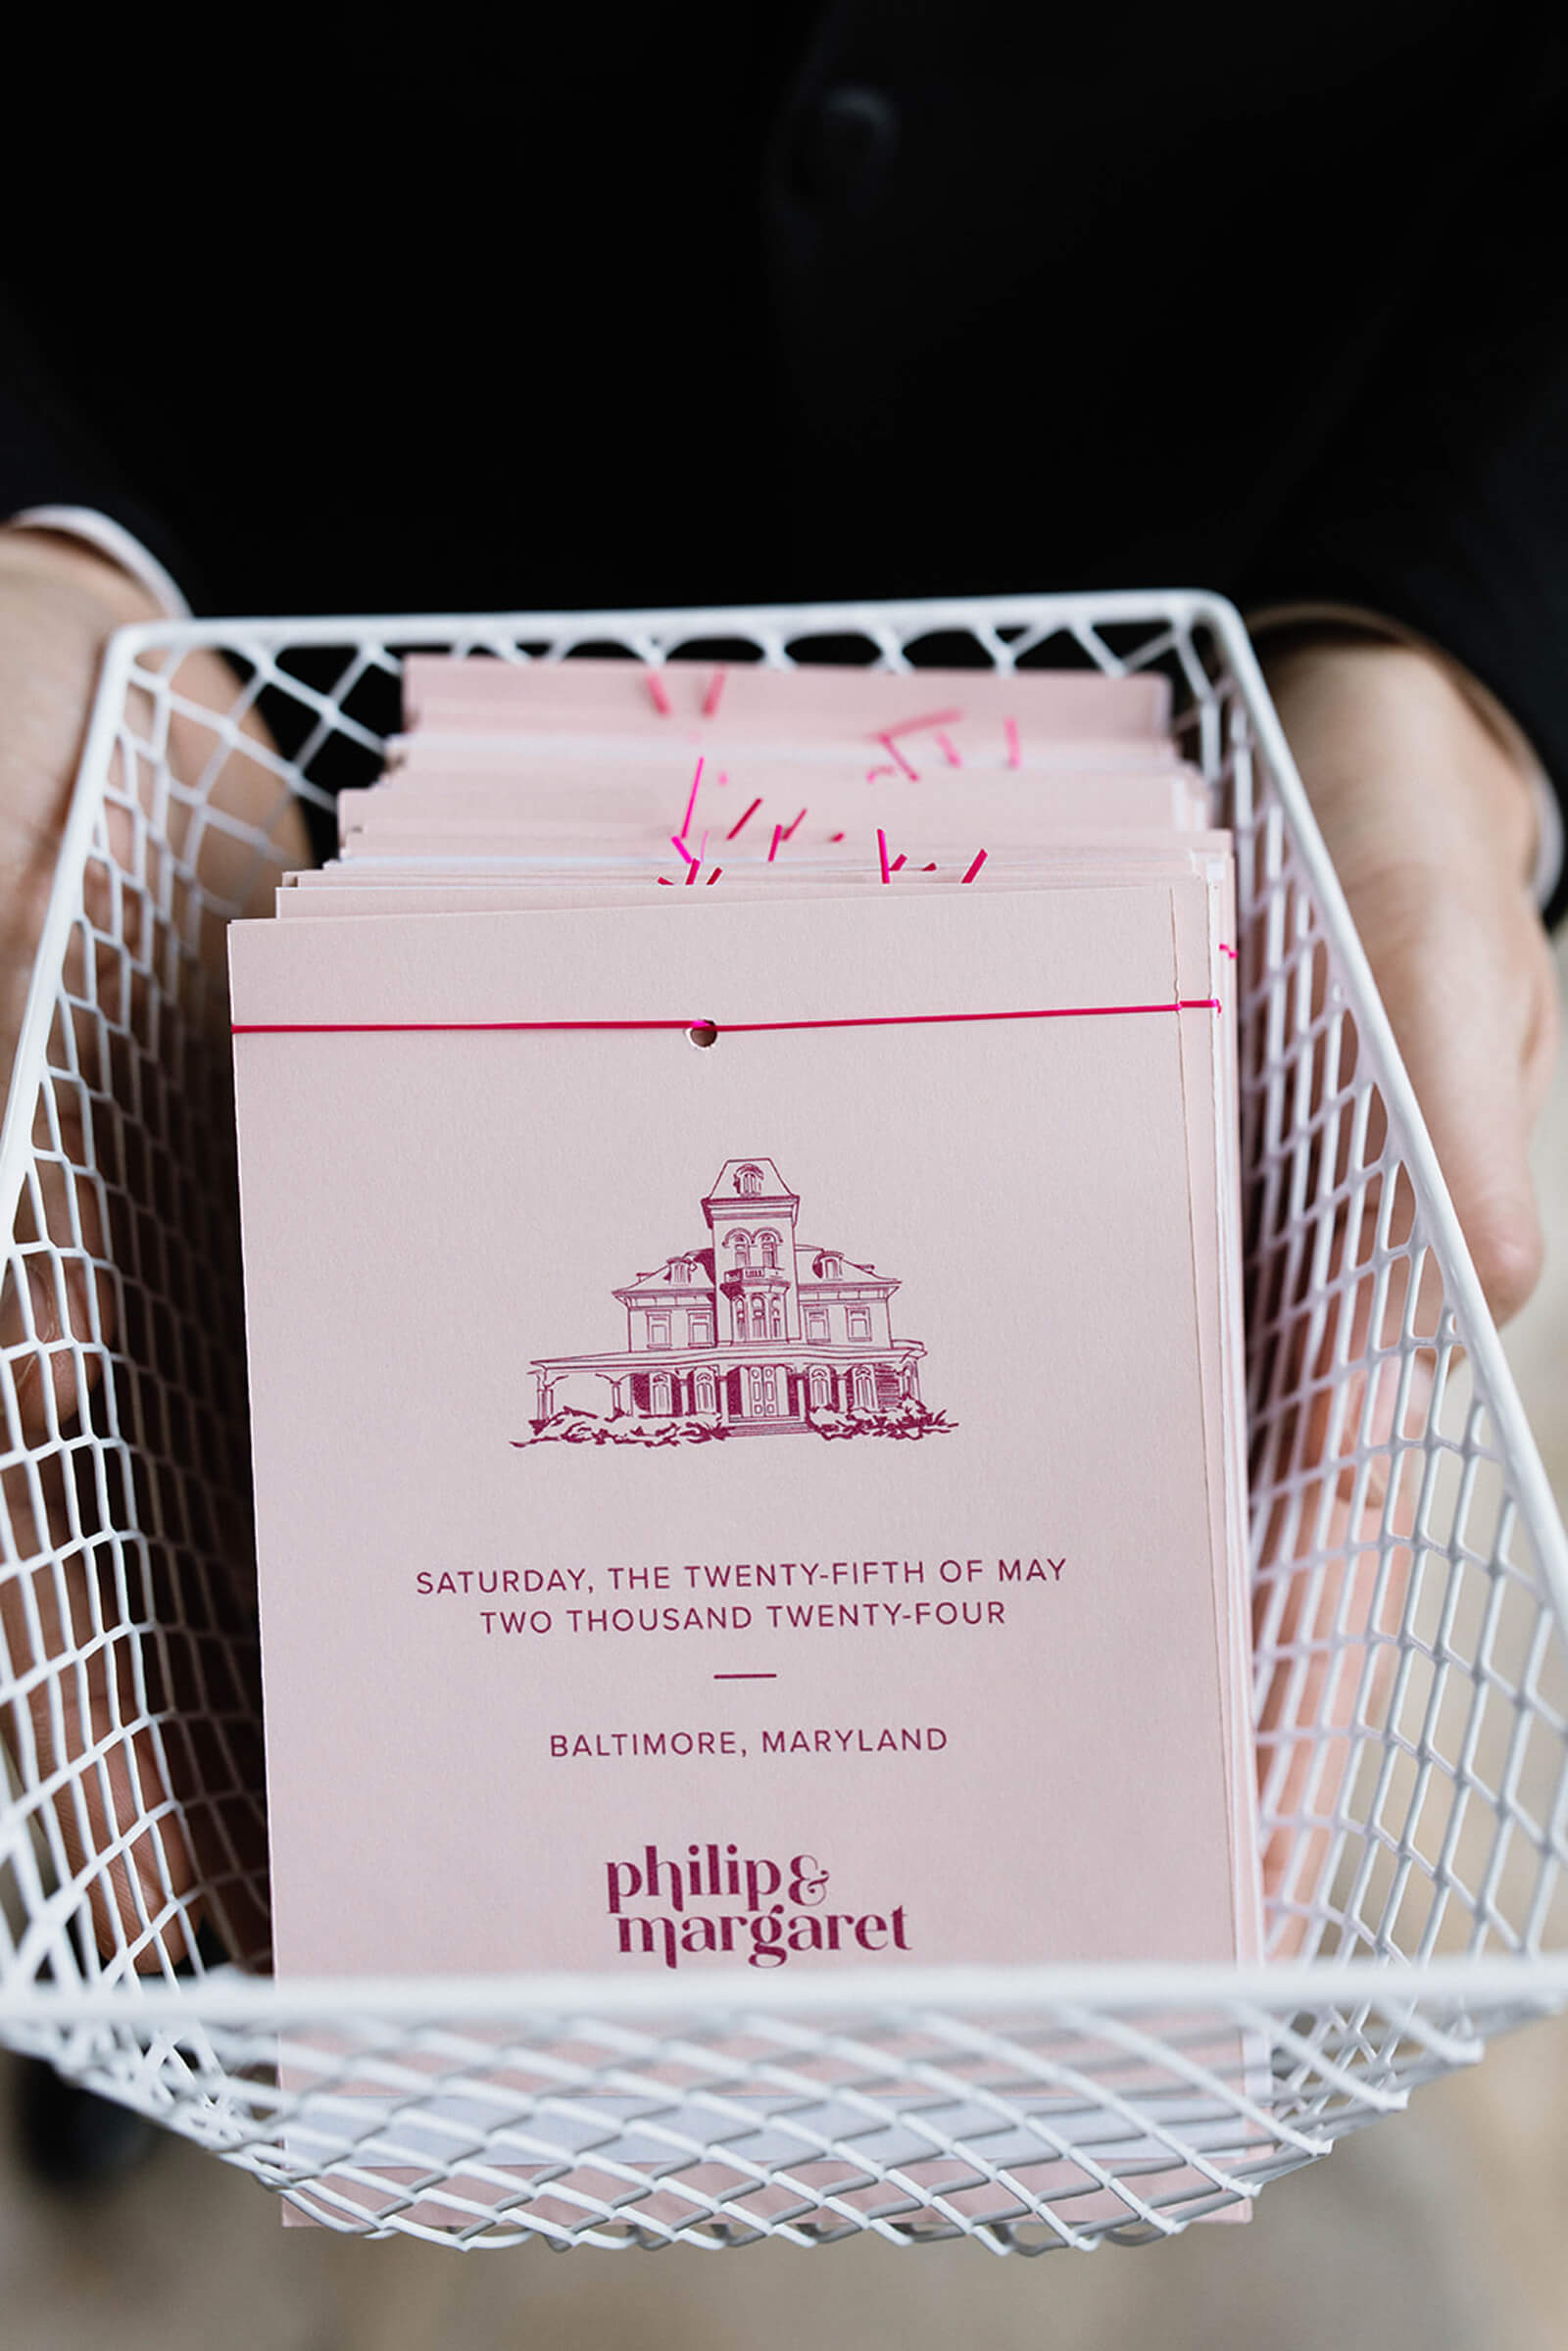 SATURDAY, THE TWENTY-FIFTH OF MAY
TWO THOUSAND TWENTY-FOUR
BALTIMORE, MARYLAND
philip &
margaret